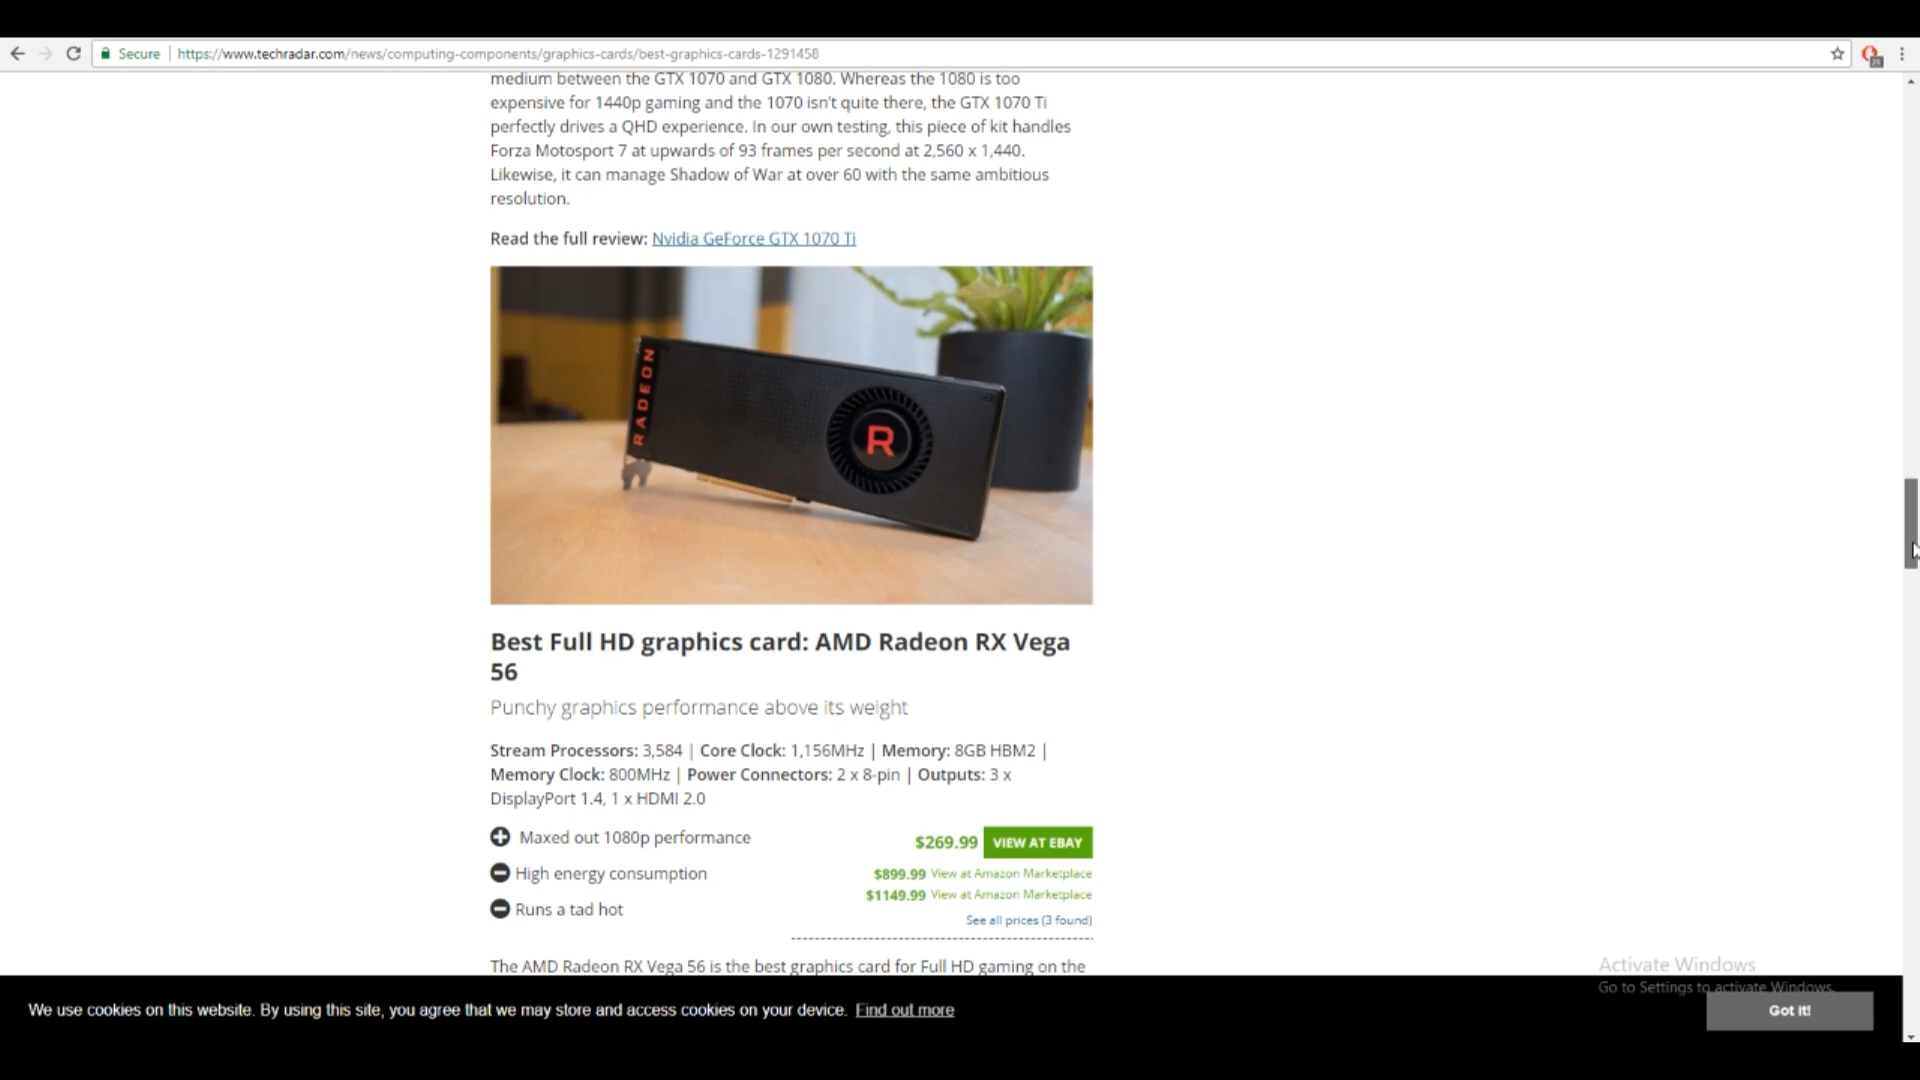 Secure
https://www.techradar.com/news/computing-components/graphics-cards/best-graphics-cards-1291458
medium between the GTX 1070 and GTX 1080. Whereas the 1080 is too
expensive for 1440p gaming and the 1070 isn't quite there, the GTX 1070 Ti
perfectly drives a QHD experience. In our own testing, this piece of kit handles
Forza Motosport 7 at upwards of 93 frames per second at 2,560 x 1,440.
Likewise, it can manage Shadow of War at over 60 with the same ambitious
resolution.
Read the full review: Nvidia GeForce GTX 1070 Ti
RADEON
R
Best Full HD graphics card: AMD Radeon RX Vega
56
Punchy graphics performance above its weight
Stream Processors: 3,584 | Core Clock: 1,156MHz | Memory: 8GB HBM2 |
Memory Clock: 800MHz | Power Connectors: 2 x 8-pin | Outputs: 3 x
DisplayPort 1.4, 1 x HDMI 2.0
Maxed out 1080p performance
High energy consumption
Runs a tad hot
$269.99 VIEW AT EBAY
$899.99 View at Amazon Marketplace
$1149.99 View at Amazon Marketplace
See all prices (3 found)
The AMD Radeon RX Vega 56 is the best graphics card for Full HD gaming on the
Activate Windows
Go to Settings to activate Windows.
We use cookies on this website. By using this site, you agree that we may store and access cookies on your device. Find out more
Got it!